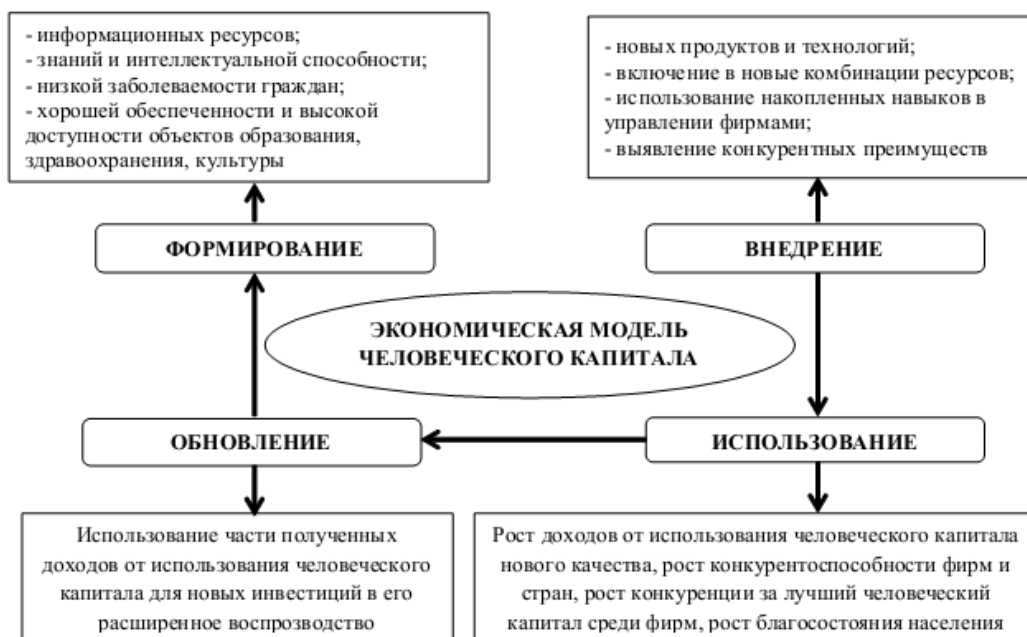 - информационных ресурсов;
- знаний и интеллектуальной способности;
- низкой заболеваемости граждан;
- хорошей обеспеченности и высокой
доступности объектов образования,
здравоохранения, культуры
- новых продуктов и технологий;
- включение в новые комбинации ресурсов;
- использование накопленных навыков в
управлении фирмами;
- выявление конкурентных преимуществ
ФОРМИРОВАНИЕ
ВНЕДРЕНИЕ
ЭКОНОМИЧЕСКАЯ МОДЕЛЬ
ЧЕЛОВЕЧЕСКОГО КАПИТАЛА
ОБНОВЛЕНИЕ
ИСПОЛЬЗОВАНИЕ
Использование части полученных
доходов от использования человеческого
капитала для новых инвестиций в его
расширенное воспрозводство
Рост доходов от использования человеческого капитала
нового качества, рост конкурентоспособности фирм и
стран, рост конкуренции за лучший человеческий
капитал среди фирм, рост благосостояния населения